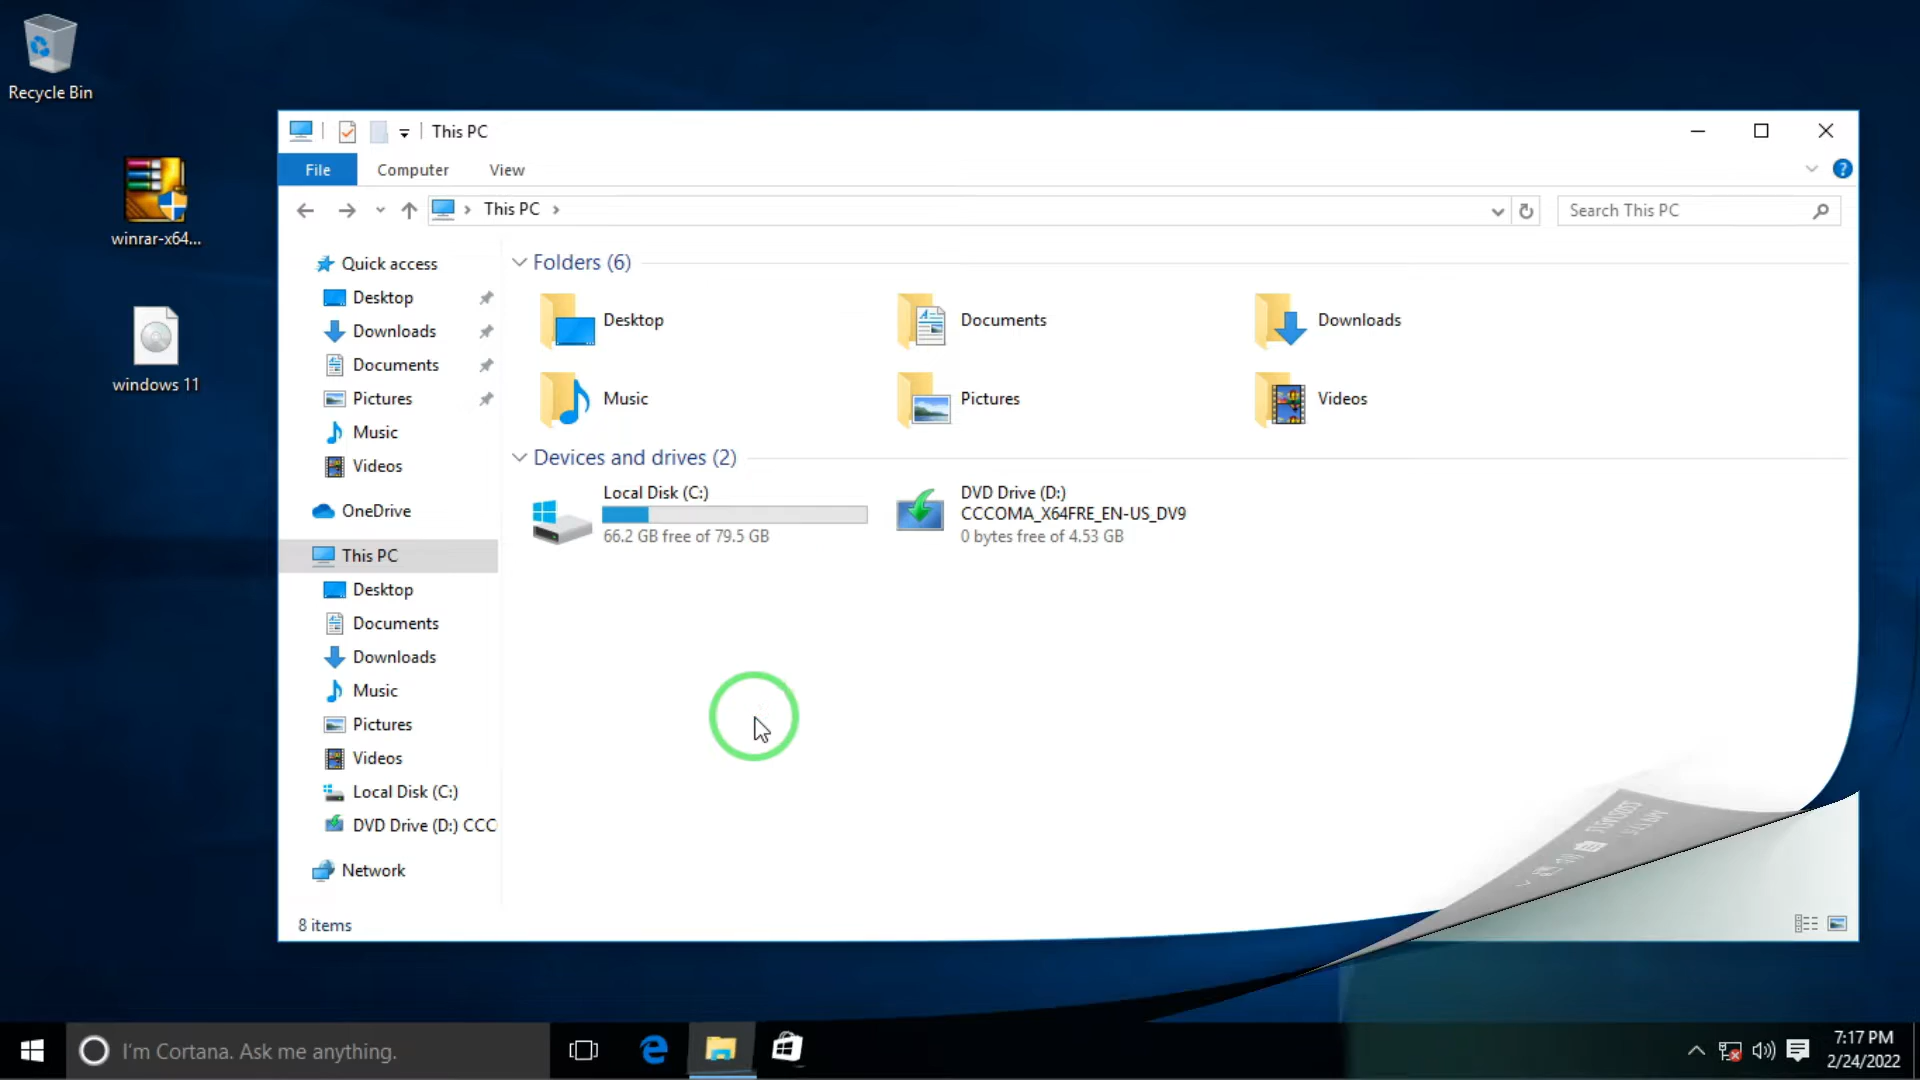 Recycle Bin
winrar-x64...
windows 11
This PC
File
Computer
View
This PC
Search This PC
Quick access
Desktop
Downloads
Documents
Pictures
Music
Videos
OneDrive
This PC
Desktop
Documents
Downloads
Music
Pictures
Videos
Local Disk (C:)
DVD Drive (D:) CCC
Network
Folders (6)
Desktop
Documents
Downloads
Music
Pictures
Videos
Devices and drives (2)
Local Disk (C:)
66.2 GB free of 79.5 GB
DVD Drive (D:)
CCCOMA_X64FRE_EN-US_DV9
0 bytes free of 4.53 GB
8 items
I'm Cortana. Ask me anything.
7:17 PM
2/24/2022